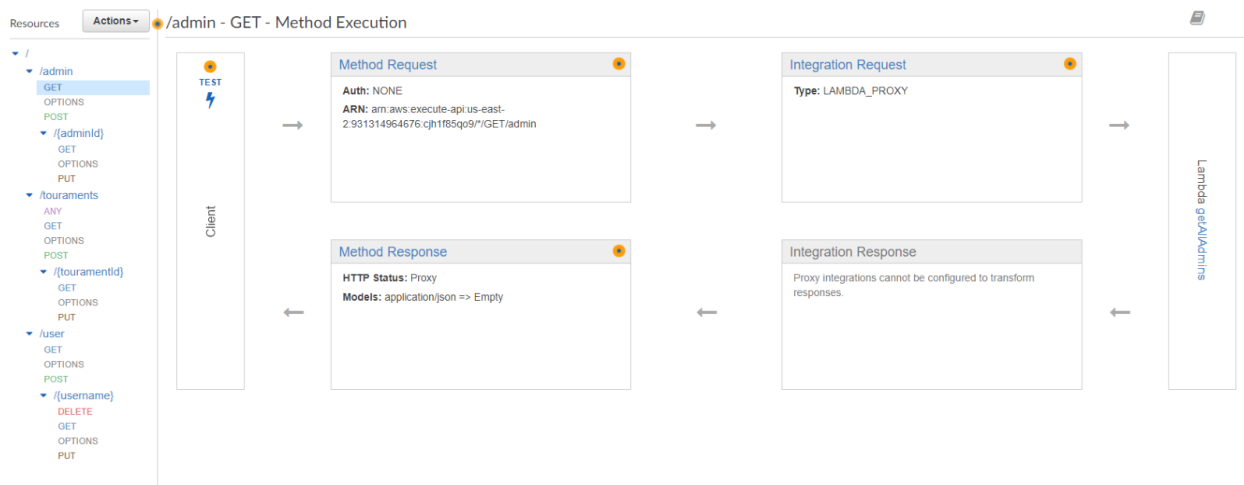 Resources
Actions
/admin - GET - Method Execution
/
/admin
GET
OPTIONS
POST
/{adminId}
GET
OPTIONS
PUT
/touraments
ANY
GET
OPTIONS
POST
/{touramentId}
GET
OPTIONS
PUT
/user
GET
OPTIONS
POST
/{username}
DELETE
GET
OPTIONS
PUT
TEST
Client
Method Request
Auth: NONE
ARN: arn:aws:execute-api:us-east-
2:931314964676:cjh1f85qo9/*/GET/admin
Integration Request
Type: LAMBDA_PROXY
Method Response
HTTP Status: Proxy
Models: application/json => Empty
Integration Response
Proxy integrations cannot be configured to transform
responses.
Lambda getAllAdmins